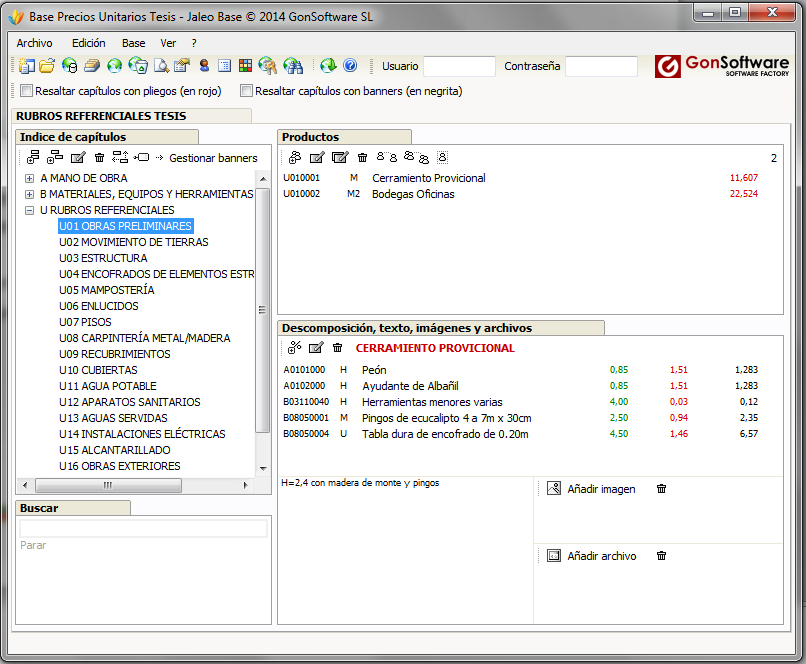 Base Precios Unitarios Tesis - Jaleo Base © 2014 GonSoftware SL
Archivo Edición Base Ver ?
Usuario Contraseña
GonSoftware
SOFTWARE FACTORY
Resaltar capítulos con pliegos (en rojo) Resaltar capítulos con banners (en negrita)
RUBROS REFERENCIALES TESIS
Indice de capítulos
Gestionar banners
A MANO DE OBRA
B MATERIALES, EQUIPOS Y HERRAMIENTAS
U RUBROS REFERENCIALES
U01 OBRAS PRELIMINARES
U02 MOVIMIENTO DE TIERRAS
U03 ESTRUCTURA
U04 ENCOFRADOS DE ELEMENTOS ESTR
U05 MAMPOSTERÍA
U06 ENLUCIDOS
U07 PISOS
U08 CARPINTERÍA METAL/MADERA
U09 RECUBRIMIENTOS
U10 CUBIERTAS
U11 AGUA POTABLE
U12 APARATOS SANITARIOS
U13 AGUAS SERVIDAS
U14 INSTALACIONES ELÉCTRICAS
U15 ALCANTARILLADO
U16 OBRAS EXTERIORES
Buscar
Parar
Productos
2
U010001 M Cerramiento Provicional 11,607
U010002 M2 Bodegas Oficinas 22,524
Descomposición, texto, imágenes y archivos
CERRAMIENTO PROVICIONAL
A0101000 H Peón 0,85 1,51 1,283
A0102000 H Ayudante de Albañil 0,85 1,51 1,283
B03110040 H Herramientas menores varias 4,00 0,03 0,12
B08050001 M Pingos de ecucalipto 4 a 7m x 30cm 2,50 0,94 2,35
B08050004 U Tabla dura de encofrado de 0.20m 4,50 1,46 6,57
H=2,4 con madera de monte y pingos
Añadir imagen
Añadir archivo